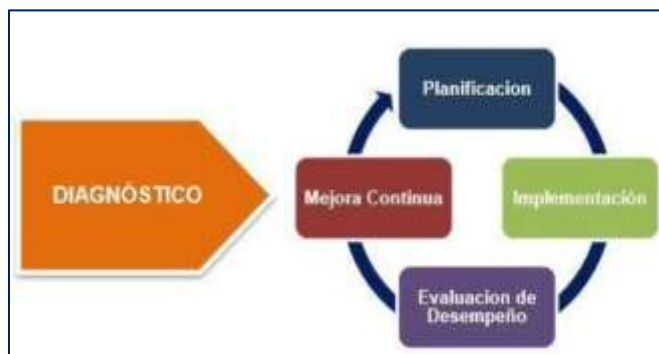 DIAGNÓSTICO
Planificacion
Implementación
Evaluacion de
Desempeño
Mejora Continua